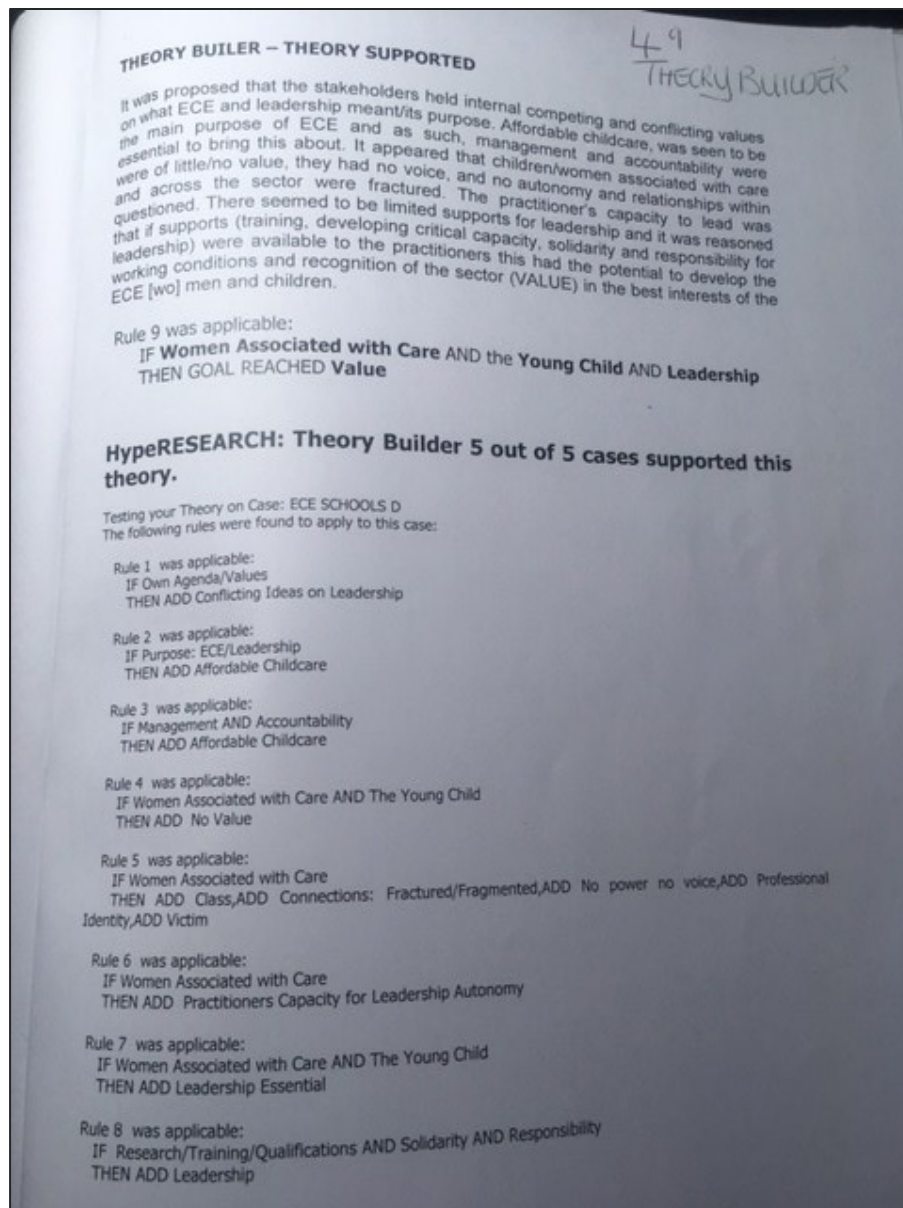 THEORY BUILER – THEORY SUPPORTED
4 9
THEORY BUILDER
It was proposed that the stakeholders held internal competing and conflicting values
on what ECE and leadership meant/its purpose. Affordable childcare, was seen to be
the main purpose of ECE and as such, management and accountability were
essential to bring this about. It appeared that children/women associated with care
were of little/no value, they had no voice, and no autonomy and relationships within
and across the sector were fractured. The practitioner's capacity to lead was
questioned. There seemed to be limited supports for leadership and it was reasoned
that if supports (training, developing critical capacity, solidarity and responsibility for
leadership) were available to the practitioners this had the potential to develop the
working conditions and recognition of the sector (VALUE) in the best interests of the
ECE [wo] men and children.
Rule 9 was applicable:
IF Women Associated with Care AND the Young Child AND Leadership
THEN GOAL REACHED Value
HypeRESEARCH: Theory Builder 5 out of 5 cases supported this
theory.
Testing your Theory on Case: ECE SCHOOLS D
The following rules were found to apply to this case:
Rule 1 was applicable:
IF Own Agenda/Values
THEN ADD Conflicting Ideas on Leadership
Rule 2 was applicable:
IF Purpose: ECE/Leadership
THEN ADD Affordable Childcare
Rule 3 was applicable:
IF Management AND Accountability
THEN ADD Affordable Childcare
Rule 4 was applicable:
IF Women Associated with Care AND The Young Child
THEN ADD No Value
Rule 5 was applicable:
IF Women Associated with Care
THEN ADD Class,ADD Connections: Fractured/Fragmented,ADD No power no voice,ADD Professional
Identity,ADD Victim
Rule 6 was applicable:
IF Women Associated with Care
THEN ADD Practitioners Capacity for Leadership Autonomy
Rule 7 was applicable:
IF Women Associated with Care AND The Young Child
THEN ADD Leadership Essential
Rule 8 was applicable:
IF Research/Training/Qualifications AND Solidarity AND Responsibility
THEN ADD Leadership